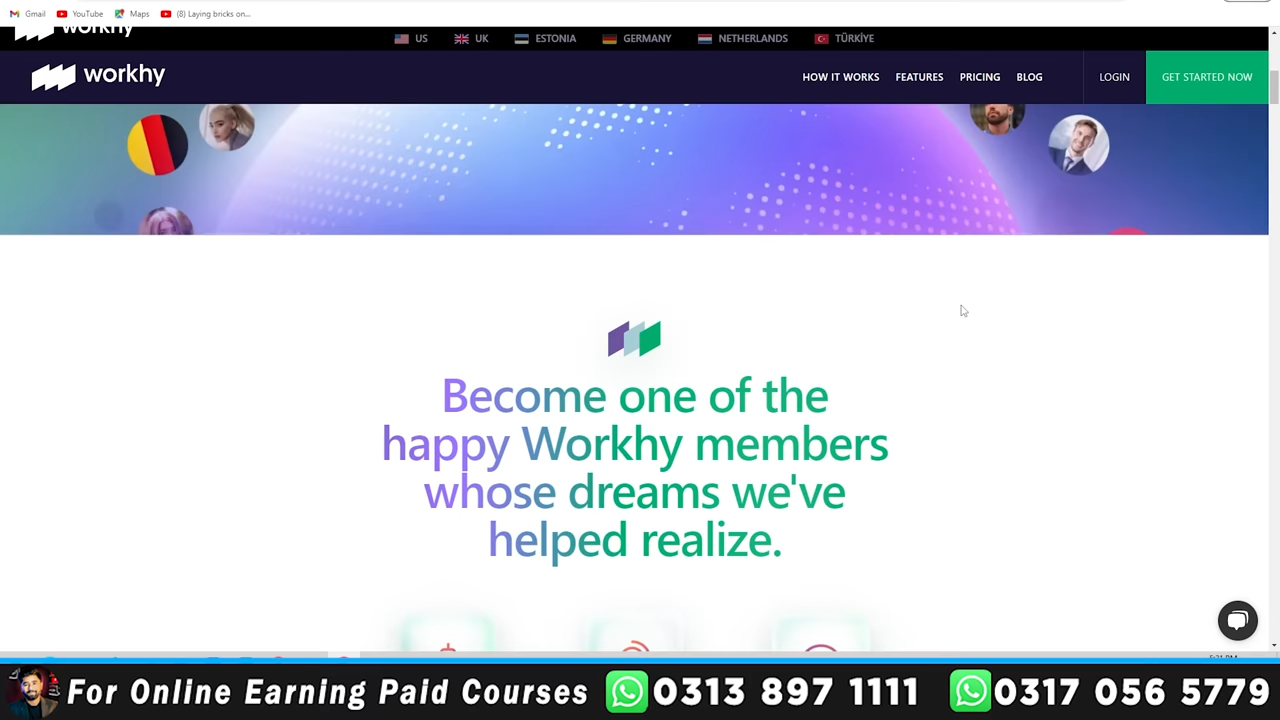 Gmail YouTube Maps (8) Laying bricks on...
workhy
US UK ESTONIA GERMANY NETHERLANDS TÜRKİYE
workhy HOW IT WORKS FEATURES PRICING BLOG LOGIN GET STARTED NOW
Become one of the
happy Workhy members
whose dreams we've
helped realize.
For Online Earning Paid Courses 0313 897 1111 0317 056 5779